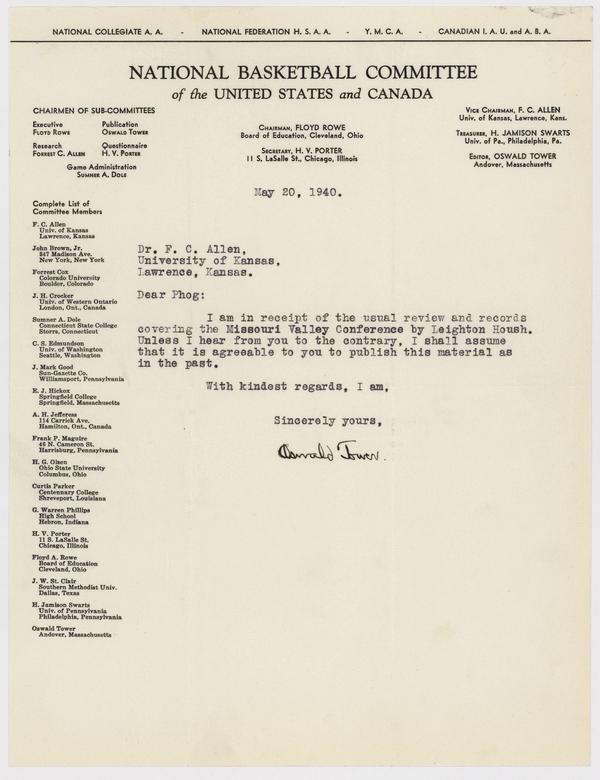 NATIONAL COLLEGIATE A. A. - NATIONAL FEDERATION H. S. A. A. - Y. M. C. A. - CANADIAN I. A. U. and A. B. A.
NATIONAL BASKETBALL COMMITTEE
of the UNITED STATES and CANADA
CHAIRMEN OF SUB-COMMITTEES
Executive
FLOYD ROWE
Publication
OSWALD TOWER
Research
FORREST C. ALLEN
Questionnaire
H. V. PORTER
Game Administration
SUMNER A. DOLE
CHAIRMAN, FLOYD ROWE
Board of Education, Cleveland, Ohio
SECRETARY, H. V. PORTER
11 S. LaSalle St., Chicago, Illinois
VICE CHAIRMAN, F. C. ALLEN
Univ. of Kansas, Lawrence, Kans.
TREASURER, H. JAMISON SWARTS
Univ. of Pa., Philadelphia, Pa.
EDITOR, OSWALD TOWER
Andover, Massachusetts
Complete List of
Committee Members
F. C. Allen
Univ. of Kansas
Lawrence, Kansas
John Brown, Jr.
347 Madison Ave.
New York, New York
Forrest Cox
Colorado University
Boulder, Colorado
J. H. Crocker
Univ. of Western Ontario
London, Ont., Canada
Sumner A. Dole
Connecticut State College
Storrs, Connecticut
C. S. Edmundson
Univ. of Washington
Seattle, Washington
J. Mark Good
Sun-Gazette Co.
Williamsport, Pennsylvania
E. J. Hickox
Springfield College
Springfield, Massachusetts
A. H. Jefferess
114 Carrick Ave.
Hamilton, Ont., Canada
Frank P. Maguire
46 N. Cameron St.
Harrisburg, Pennsylvania
H. G. Olsen
Ohio State University
Columbus, Ohio
Curtis Parker
Centennary College
Shreveport, Louisiana
G. Warren Phillips
High School
Hebron, Indiana
H. V. Porter
11 S. LaSalle St.
Chicago, Illinois
Floyd A. Rowe
Board of Education
Cleveland, Ohio
J. W. St. Clair
Southern Methodist Univ.
Dallas, Texas
H. Jamison Swarts
Univ. of Pennsylvania
Philadelphia, Pennsylvania
Oswald Tower
Andover, Massachusetts
May 20, 1940.
Dr. F. C. Allen,
University of Kansas,
Lawrence, Kansas.
Dear Phog:
I am in receipt of the usual review and records
covering the Missouri Valley Conference by Leighton Housh.
Unless I hear from you to the contrary, I shall assume
that it is agreeable to you to publish this material as
in the past.
With kindest regards, I am,
Sincerely yours,
Oswald Tower.